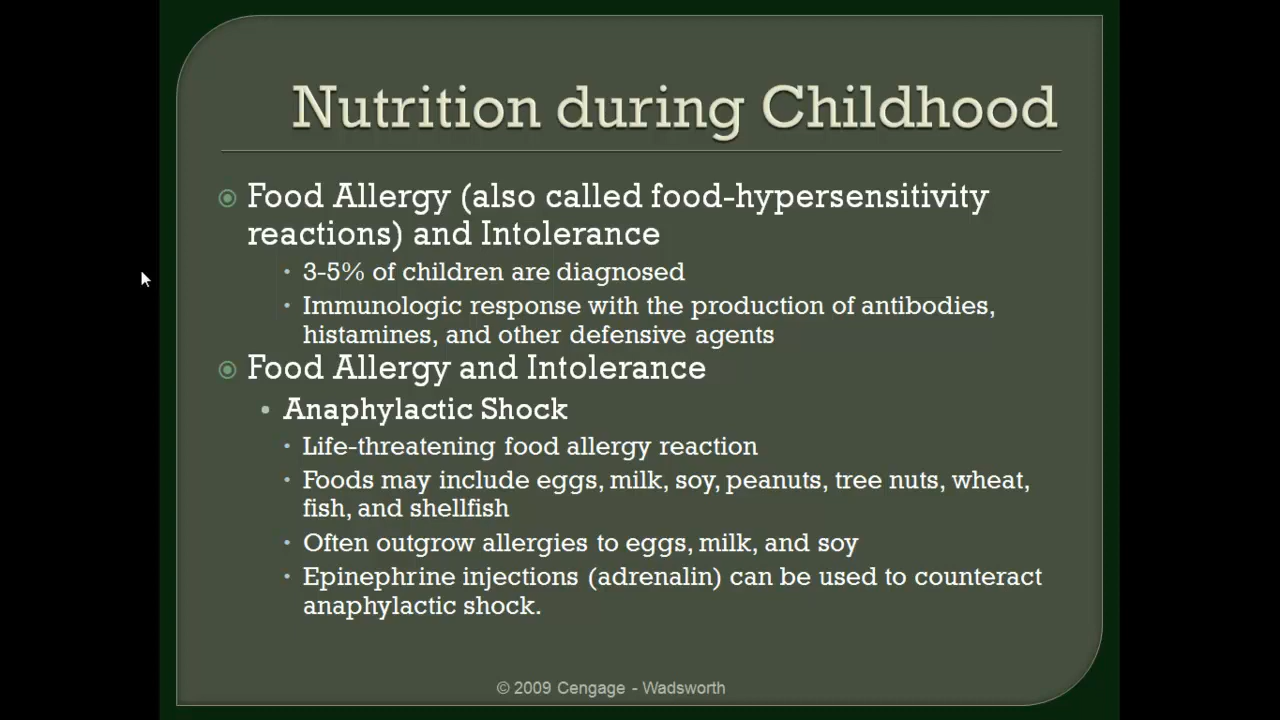 Nutrition during Childhood
Food Allergy (also called food-hypersensitivity
reactions) and Intolerance
3-5% of children are diagnosed
Immunologic response with the production of antibodies,
histamines, and other defensive agents
Food Allergy and Intolerance
Anaphylactic Shock
Life-threatening food allergy reaction
Foods may include eggs, milk, soy, peanuts, tree nuts, wheat,
fish, and shellfish
Often outgrow allergies to eggs, milk, and soy
Epinephrine injections (adrenalin) can be used to counteract
anaphylactic shock.
© 2009 Cengage - Wadsworth